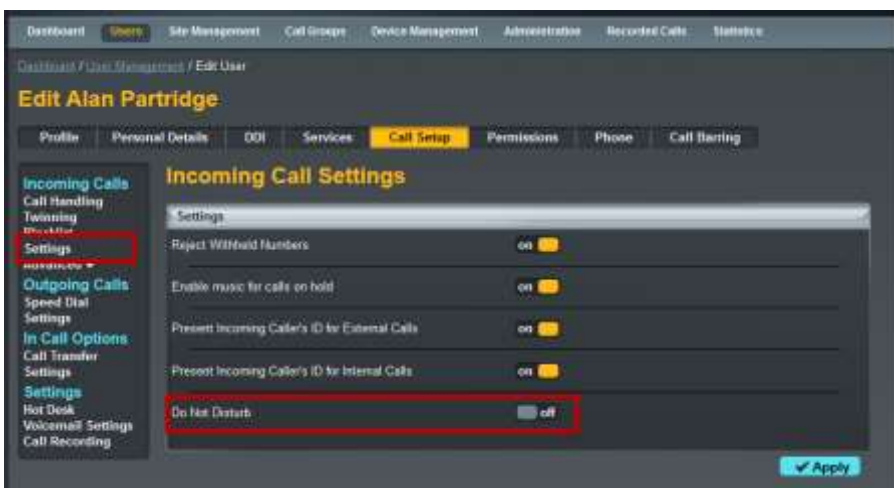 Dashboard Users Site Management Call Groups Device Management Administration Recorded Calls Statistics
Dashboard / User Management / Edit User
Edit Alan Partridge
Profile Personal Details DDI Services Call Setup Permissions Phone Call Barring
Incoming Calls
Call Handling
Twinning
Blacklist
Settings
Advanced
Outgoing Calls
Speed Dial
Settings
In Call Options
Call Transfer
Settings
Settings
Hot Desk
Voicemail Settings
Call Recording
Incoming Call Settings
Settings
Reject Withheld Numbers on
Enable music for calls on hold on
Present Incoming Caller's ID for External Calls on
Present Incoming Caller's ID for Internal Calls on
Do Not Disturb off
Apply